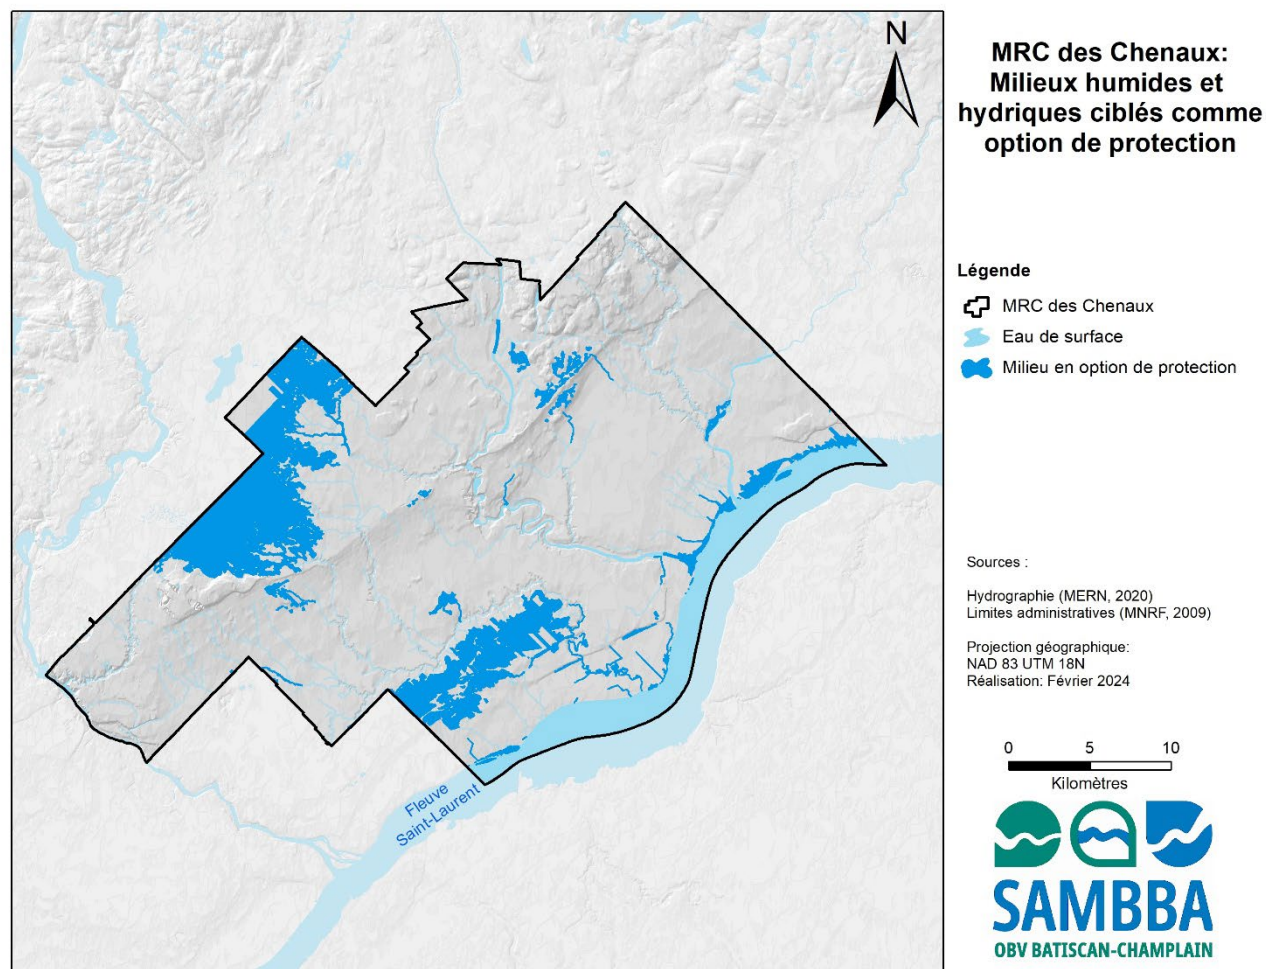 N
MRC des Chenaux:
Milieux humides et
hydriques ciblés comme
option de protection
Légende
MRC des Chenaux
Eau de surface
Milieu en option de protection
Sources :
Hydrographie (MERN, 2020)
Limites administratives (MNRF, 2009)
Projection géographique:
NAD 83 UTM 18N
Réalisation: Février 2024
0 5 10
Kilomètres
Fleuve
Saint-Laurent
SAMBBA
OBV BATISCAN-CHAMPLAIN